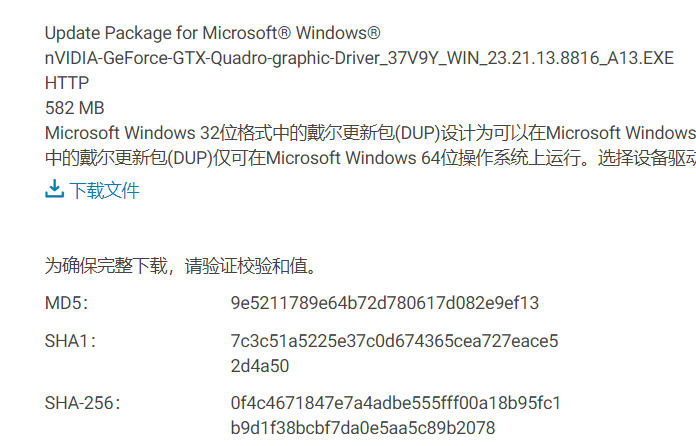 Update Package for Microsoft® Windows®
nVIDIA-GeForce-GTX-Quadro-graphic-Driver_37V9Y_WIN_23.21.13.8816_A13.EXE
HTTP
582 MB
Microsoft Windows 32位格式中的戴尔更新包(DUP)设计为可以在Microsoft Windows
中的戴尔更新包(DUP)仅可在Microsoft Windows 64位操作系统上运行。选择设备驱动
下载文件
为确保完整下载，请验证校验和值。
MD5： 9e5211789e64b72d780617d082e9ef13
SHA1： 7c3c51a5225e37c0d674365cea727eace5
2d4a50
SHA-256： 0f4c4671847e7a4adbe555fff00a18b95fc1
b9d1f38bcbf7da0e5aa5c89b2078